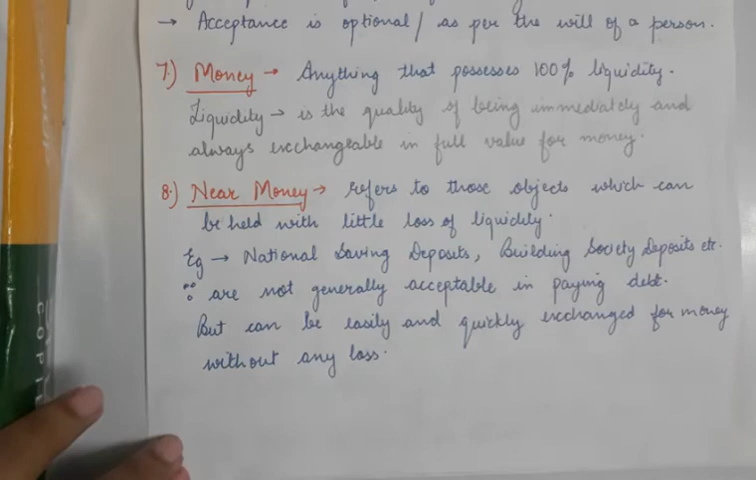 → Acceptance is optional / as per the will of a person.
7.) Money → Anything that possesses 100% liquidity.
Liquidity → is the quality of being immediately and
always exchangeable in full value for money.
8.) Near Money → refers to those objects which can
be held with little loss of liquidity.
Eg → National Saving Deposits, Building Society Deposits etc.
∵ are not generally acceptable in paying debt.
But can be easily and quickly exchanged for money
without any loss.